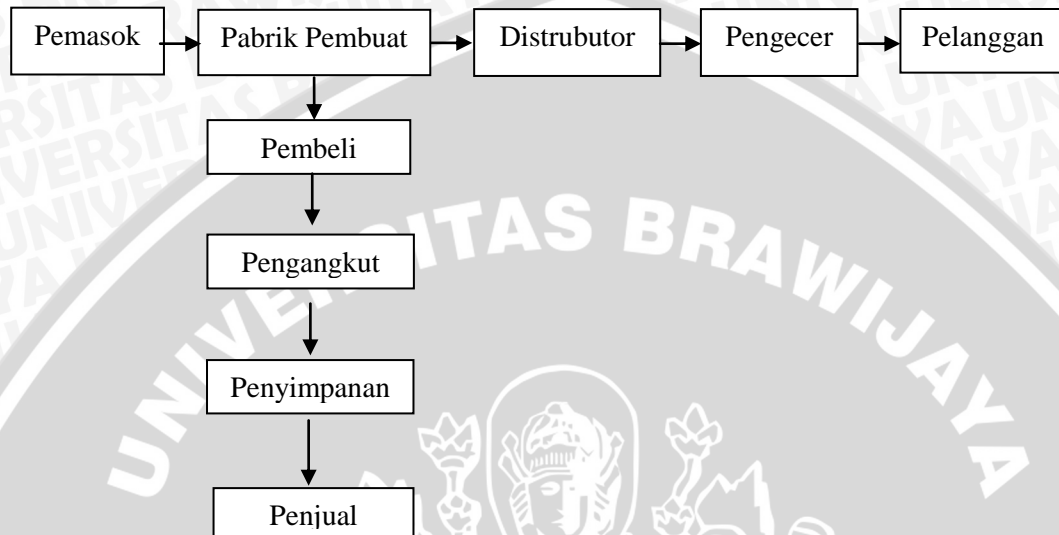 Pemasok
Pabrik Pembuat
Distrubutor
Pengecer
Pelanggan
Pembeli
Pengangkut
Penyimpanan
Penjual
UNIVERSITAS BRAWIJAYA